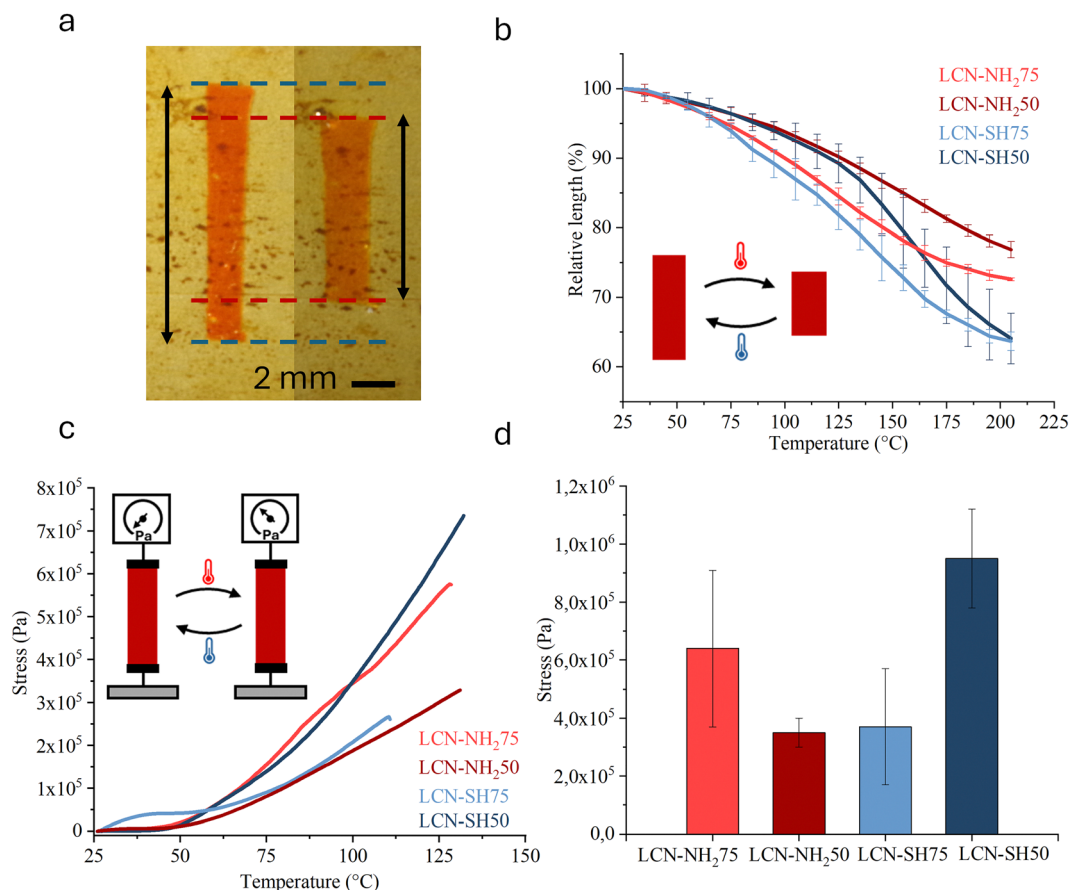 a
2 mm
b
Relative length (%)
100
90
80
70
60
25 50 75 100 125 150 175 200 225
Temperature (°C)
LCN-NH₂75
LCN-NH₂50
LCN-SH75
LCN-SH50
c
Stress (Pa)
8x10⁵
7x10⁵
6x10⁵
5x10⁵
4x10⁵
3x10⁵
2x10⁵
1x10⁵
0
25 50 75 100 125 150
Temperature (°C)
Pa
Pa
LCN-NH₂75
LCN-NH₂50
LCN-SH75
LCN-SH50
d
Stress (Pa)
1,2x10⁶
1,0x10⁶
8,0x10⁵
6,0x10⁵
4,0x10⁵
2,0x10⁵
0,0
LCN-NH₂75 LCN-NH₂50 LCN-SH75 LCN-SH50